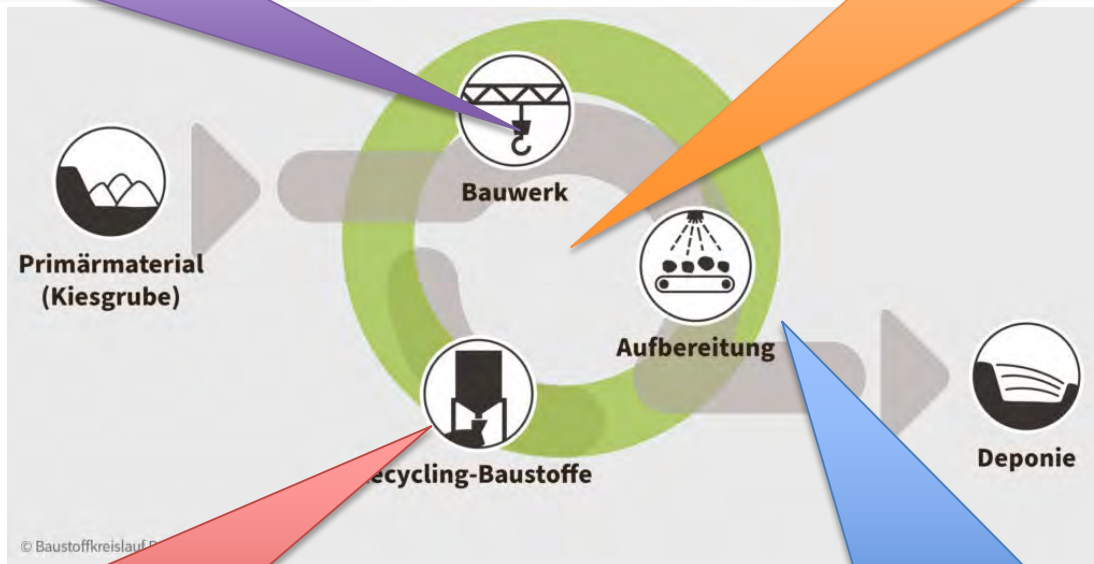 Bauwerk
Primärmaterial
(Kiesgrube)
Aufbereitung
ecycling-Baustoffe
Deponie
© Baustoffkreislauf